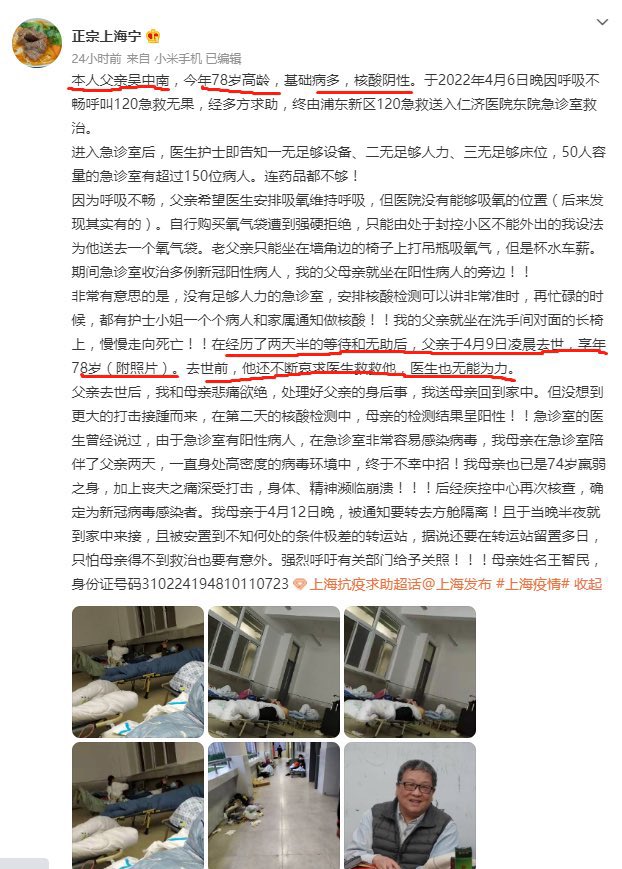 正宗上海宁
24小时前 来自 小米手机 已编辑
本人父亲吴中南，今年78岁高龄，基础病多，核酸阴性。于2022年4月6日晚因呼吸不
畅呼叫120急救无果，经多方求助，终由浦东新区120急救送入仁济医院东院急诊室救
治。
进入急诊室后，医生护士即告知一无足够设备、二无足够人力、三无足够床位，50人容
量的急诊室有超过150位病人。连药品都不够！
因为呼吸不畅，父亲希望医生安排吸氧维持呼吸，但医院没有能够吸氧的位置（后来发
现其实有的）。自行购买氧气袋遭到强硬拒绝，只能由处于封控小区不能外出的我设法
为他送去一个氧气袋。老父亲只能坐在墙角边的椅子上打吊瓶吸氧气，但是杯水车薪。
期间急诊室收治多例新冠阳性病人，我的父母亲就坐在阳性病人的旁边！！
非常有意思的是，没有足够人力的急诊室，安排核酸检测可以讲非常准时，再忙碌的时
候，都有护士小姐一个个病人和家属通知做核酸！！我的父亲就坐在洗手间对面的长椅
上，慢慢走向死亡！！在经历了两天半的等待和无助后，父亲于4月9日凌晨去世，享年
78岁（附照片）。去世前，他还不断哀求医生救救他，医生也无能为力。
父亲去世后，我和母亲悲痛欲绝，处理好父亲的身后事，我送母亲回到家中。但没想到
更大的打击接踵而来，在第二天的核酸检测中，母亲的检测结果呈阳性！！急诊室的医
生曾经说过，由于急诊室有阳性病人，在急诊室非常容易感染病毒，我母亲在急诊室陪
伴了父亲两天，一直身处高密度的病毒环境中，终于不幸中招！我母亲也已是74岁羸弱
之身，加上丧夫之痛深受打击，身体、精神濒临崩溃！！！后经疾控中心再次核查，确
定为新冠病毒感染者。我母亲于4月12日晚，被通知要转去方舱隔离！且于当晚半夜就
到家中来接，且被安置到不知何处的条件极差的转运站，据说还要在转运站留置多日，
只怕母亲得不到救治也要有意外。强烈呼吁有关部门给予关照！！！母亲姓名王智民，
身份证号码310224194810110723 上海抗疫求助超话@上海发布 #上海疫情# 收起